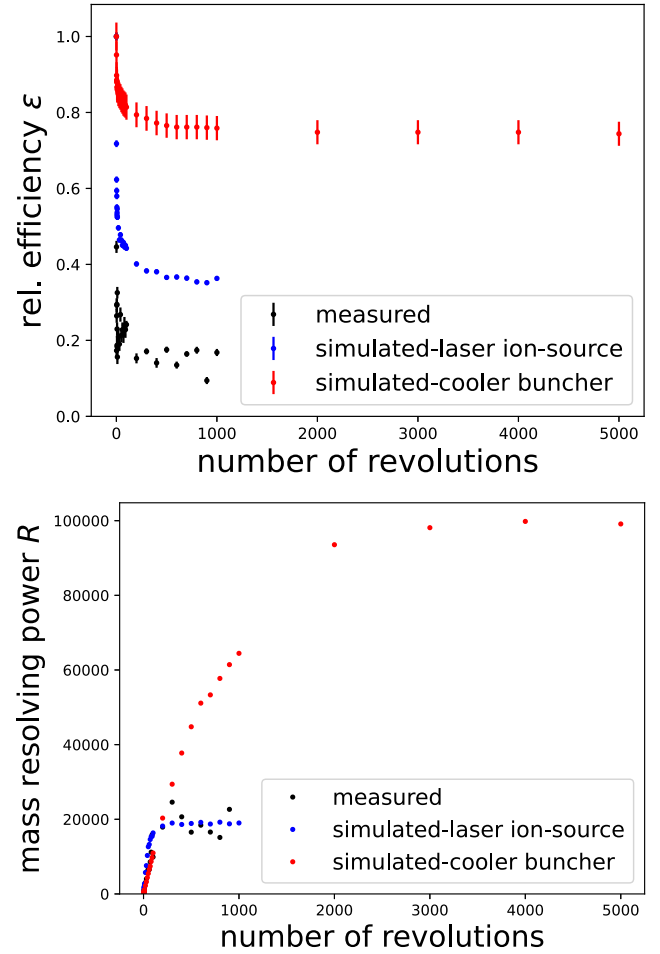 rel. efficiency ε
1.0
0.8
0.6
0.4
0.2
0.0
measured
simulated-laser ion-source
simulated-cooler buncher
0 1000 2000 3000 4000 5000
number of revolutions
mass resolving power R
100000
80000
60000
40000
20000
0
measured
simulated-laser ion-source
simulated-cooler buncher
0 1000 2000 3000 4000 5000
number of revolutions